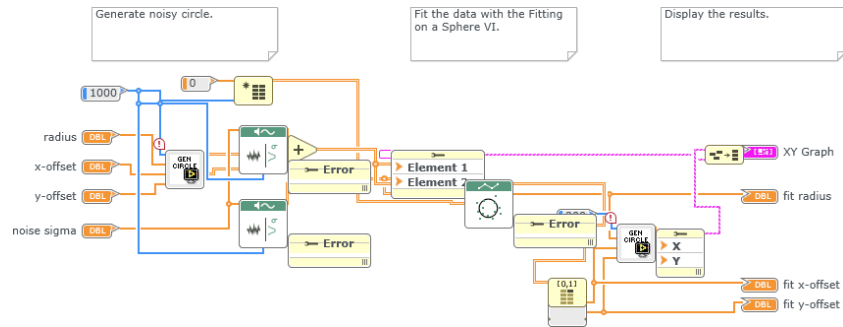 Generate noisy circle.
Fit the data with the Fitting
on a Sphere VI.
Display the results.
0
1000
radius
DBL
x-offset
DBL
y-offset
DBL
noise sigma
DBL
GEN
CIRCLE
Error
Error
Element 1
Element 2
Error
GEN
CIRCLE
X
Y
[0,1]
XY Graph
DBL
fit radius
DBL
fit x-offset
DBL
fit y-offset